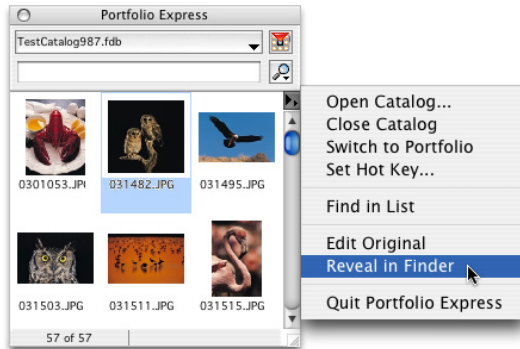 Portfolio Express
TestCatalog987.fdb
0301053.JP
031482.JPG
031495.JPG
031503.JPG
031511.JPG
031515.JPG
57 of 57
Open Catalog...
Close Catalog
Switch to Portfolio
Set Hot Key...
Find in List
Edit Original
Reveal in Finder
Quit Portfolio Express